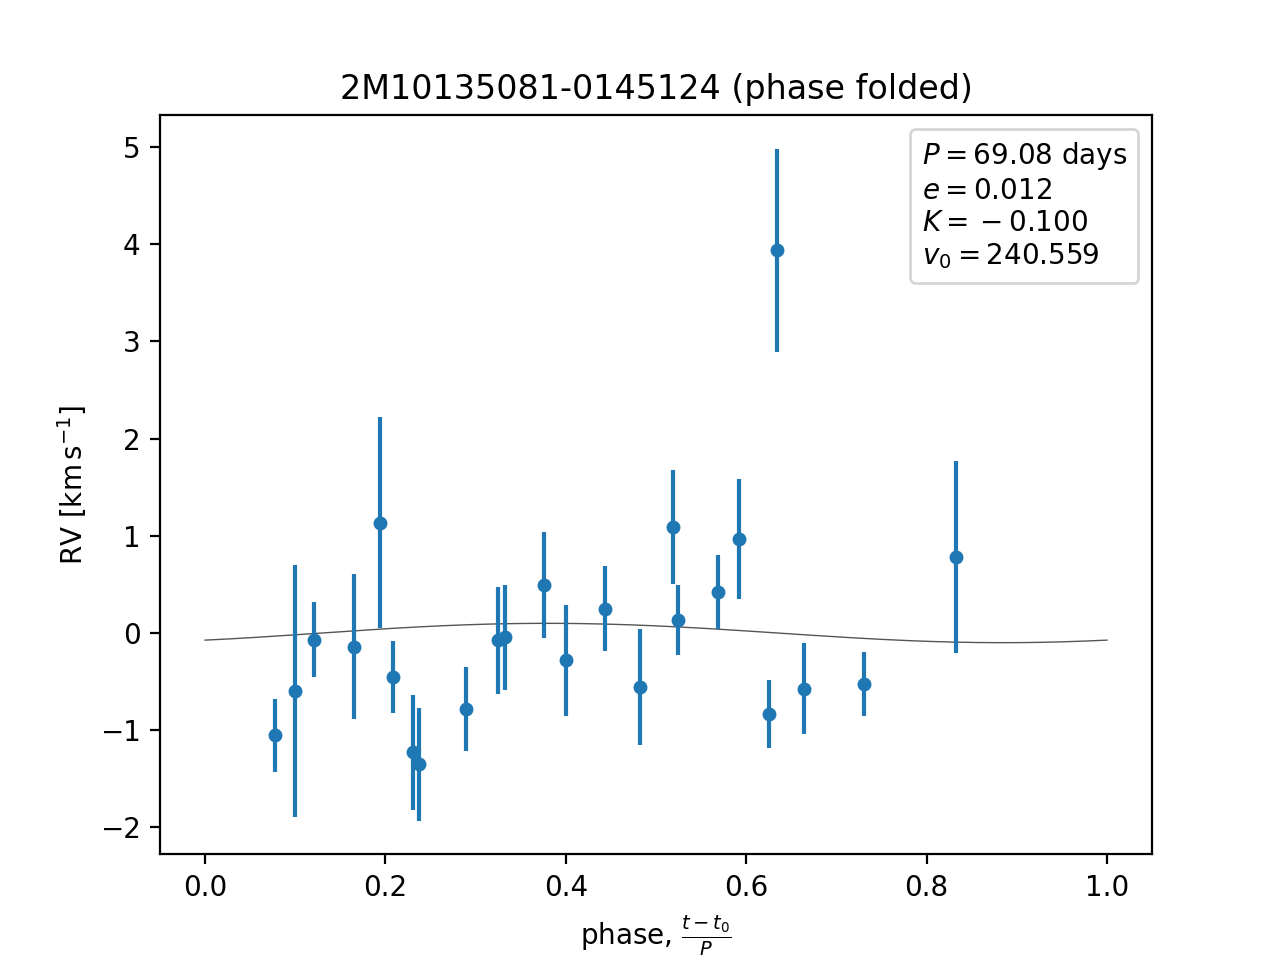 2M10135081-0145124 (phase folded)
P = 69.08 days
e = 0.012
K = −0.100
v₀ = 240.559
5
4
3
2
1
0
−1
−2
RV [km s⁻¹]
0.0 0.2 0.4 0.6 0.8 1.0
phase, (t − t₀)/P